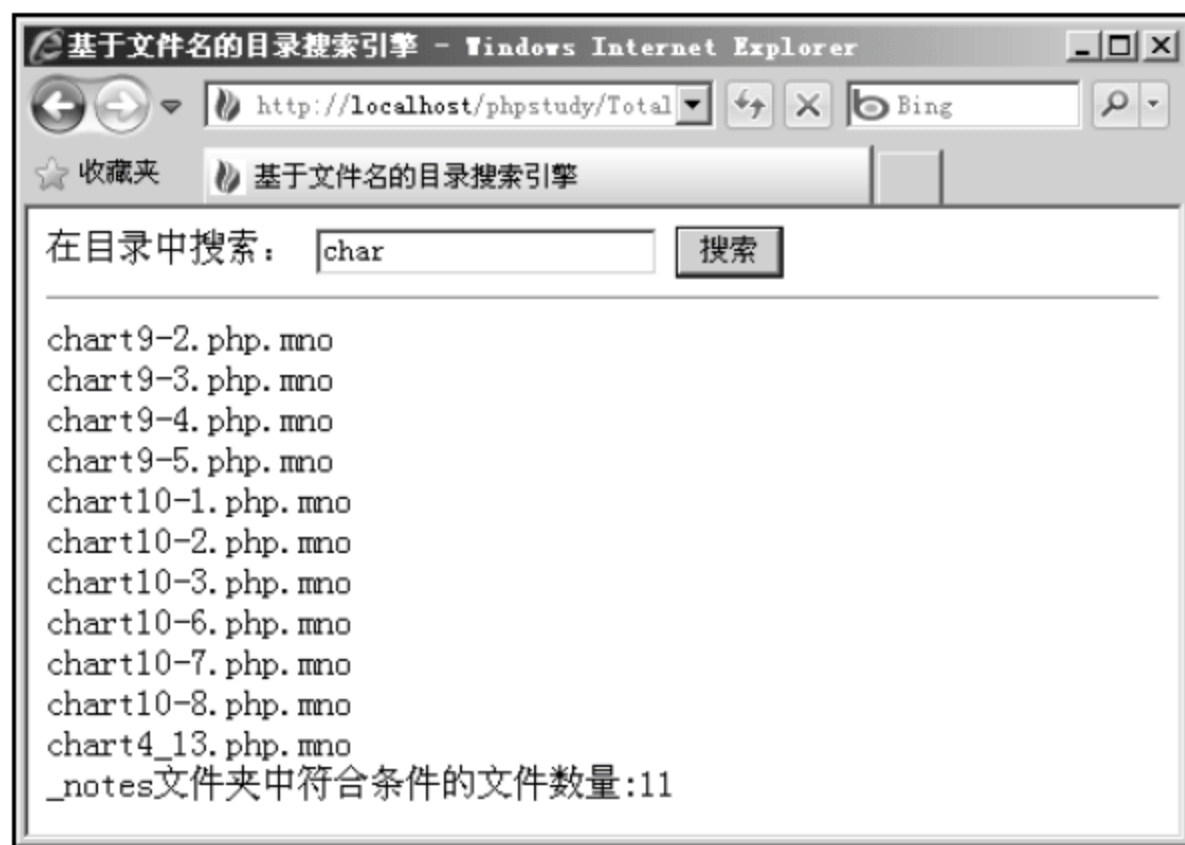 基于文件名的目录搜索引擎 - Windows Internet Explorer
http://localhost/phpstudy/Total
Bing
收藏夹
基于文件名的目录搜索引擎
在目录中搜索： char 搜索
chart9-2.php.mno
chart9-3.php.mno
chart9-4.php.mno
chart9-5.php.mno
chart10-1.php.mno
chart10-2.php.mno
chart10-3.php.mno
chart10-6.php.mno
chart10-7.php.mno
chart10-8.php.mno
chart4_13.php.mno
_notes文件夹中符合条件的文件数量:11